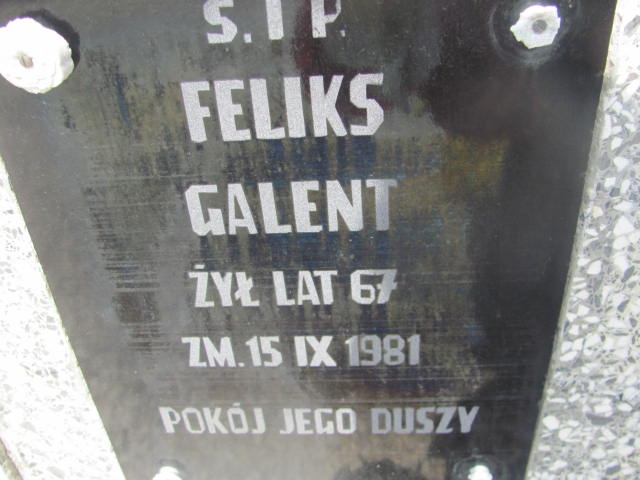 Ś. I P.
FELIKS
GALENT
ŻYŁ LAT 67
ZM. 15 IX 1981
POKÓJ JEGO DUSZY